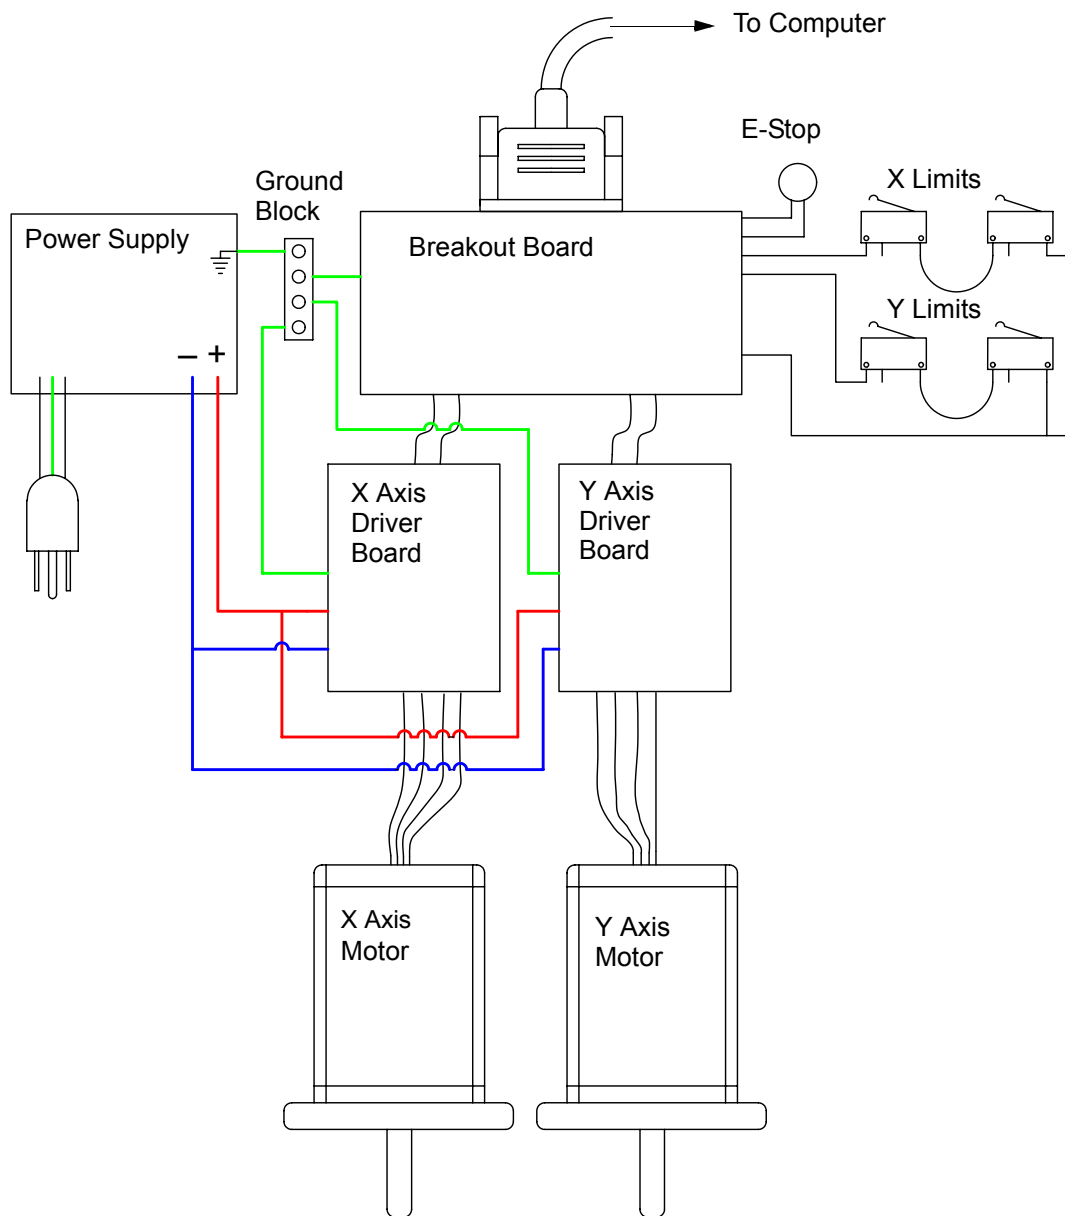 To Computer
E-Stop
X Limits
Ground
Block
Power Supply
Breakout Board
Y Limits
– +
X Axis
Driver
Board
Y Axis
Driver
Board
X Axis
Motor
Y Axis
Motor